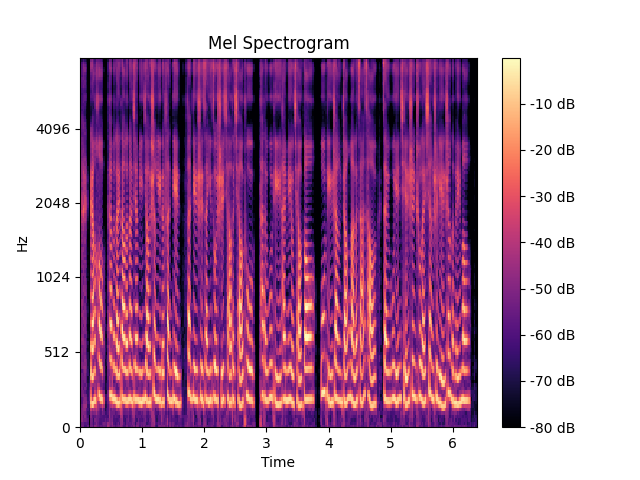 Mel Spectrogram
Hz
4096
2048
1024
512
0
0 1 2 3 4 5 6
Time
-10 dB
-20 dB
-30 dB
-40 dB
-50 dB
-60 dB
-70 dB
-80 dB